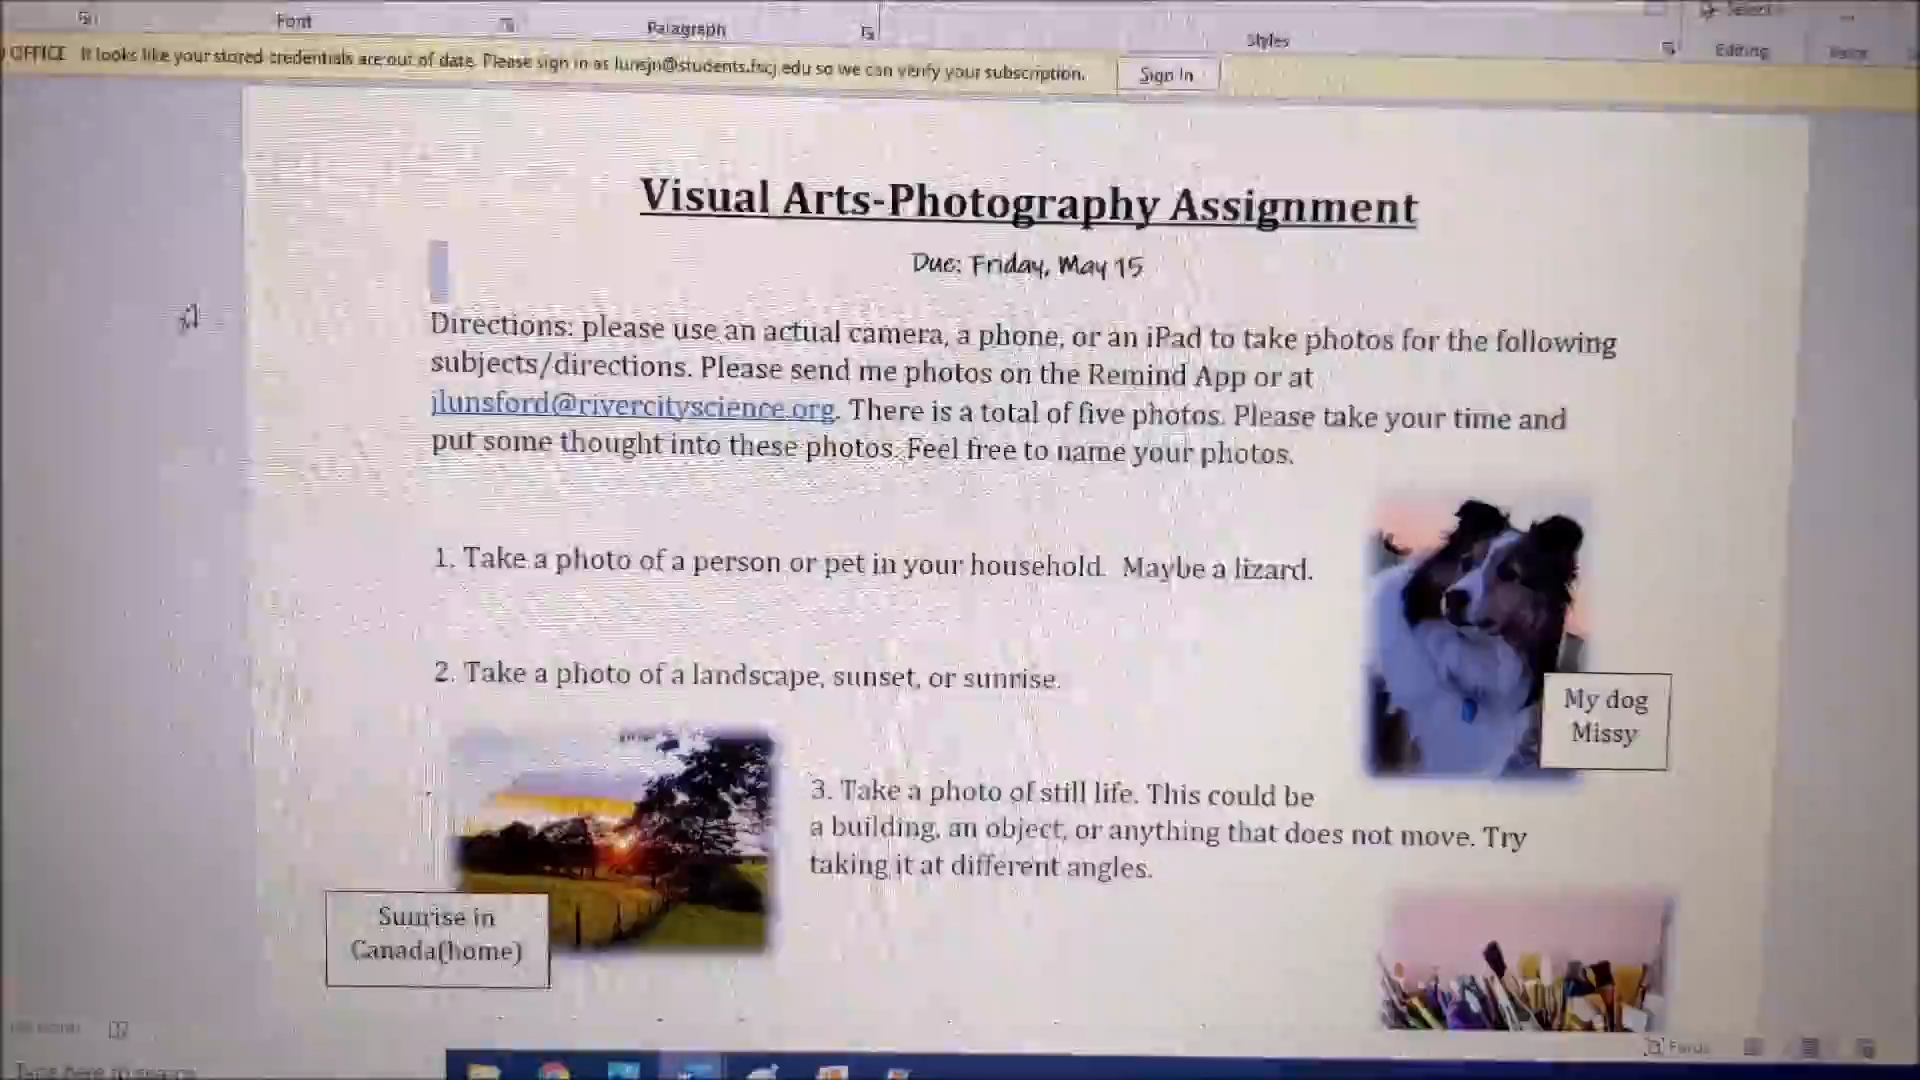 Font
Paragraph
Styles
Editing
OFFICE It looks like your stored credentials are out of date. Please sign in as lunsjn@students.fscj.edu so we can verify your subscription.
Sign In
Visual Arts-Photography Assignment
Due: Friday, May 15
Directions: please use an actual camera, a phone, or an iPad to take photos for the following
subjects/directions. Please send me photos on the Remind App or at
jlunsford@rivercityscience.org. There is a total of five photos. Please take your time and
put some thought into these photos. Feel free to name your photos.
1. Take a photo of a person or pet in your household. Maybe a lizard.
2. Take a photo of a landscape, sunset, or sunrise.
My dog
Missy
3. Take a photo of still life. This could be
a building, an object, or anything that does not move. Try
taking it at different angles.
Sunrise in
Canada(home)
Focus
Type here to search